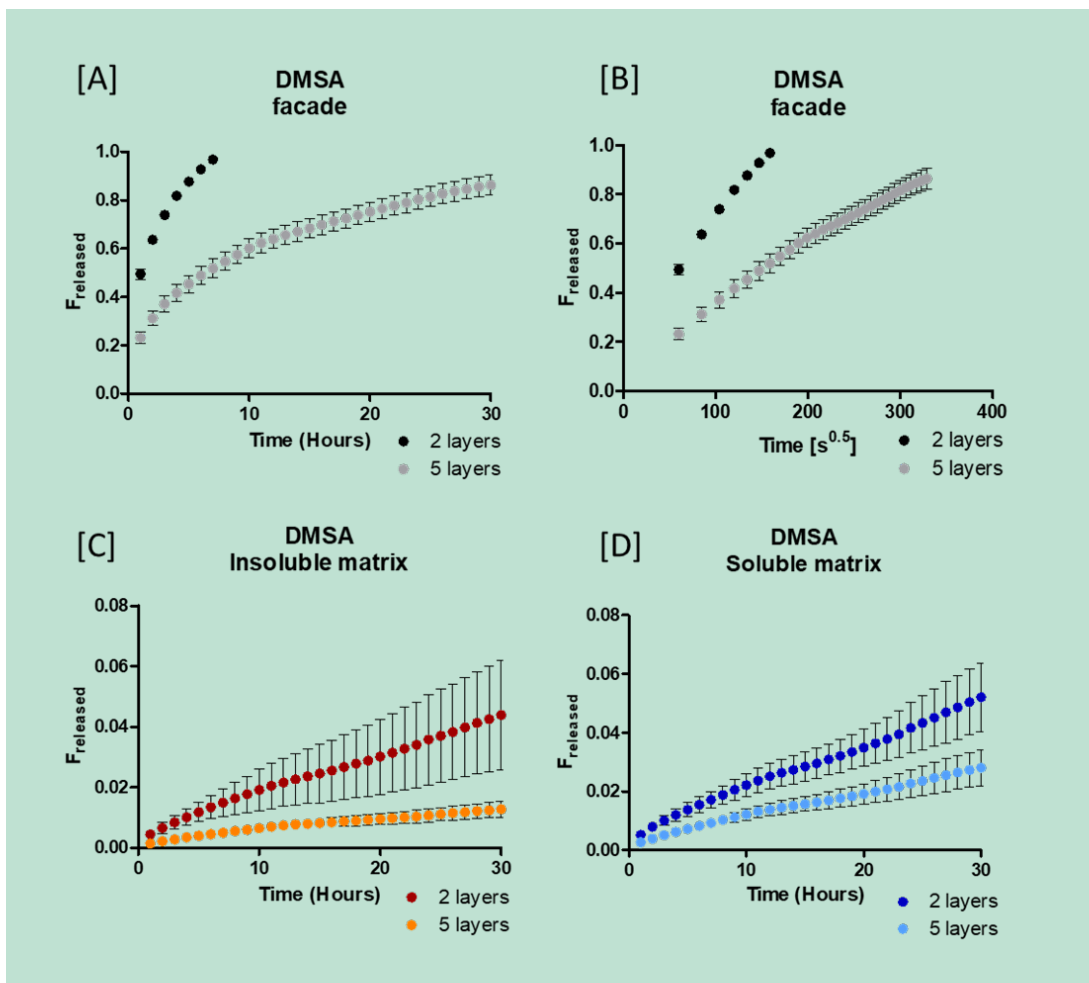 [A]
DMSA
facade
F_released
1.0
0.8
0.6
0.4
0.2
0.0
0
10
20
30
Time (Hours)
2 layers
5 layers
[B]
DMSA
facade
F_released
1.0
0.8
0.6
0.4
0.2
0.0
0
100
200
300
400
Time [s^0.5]
2 layers
5 layers
[C]
DMSA
Insoluble matrix
F_released
0.08
0.06
0.04
0.02
0.00
0
10
20
30
Time (Hours)
2 layers
5 layers
[D]
DMSA
Soluble matrix
F_released
0.08
0.06
0.04
0.02
0.00
0
10
20
30
Time (Hours)
2 layers
5 layers